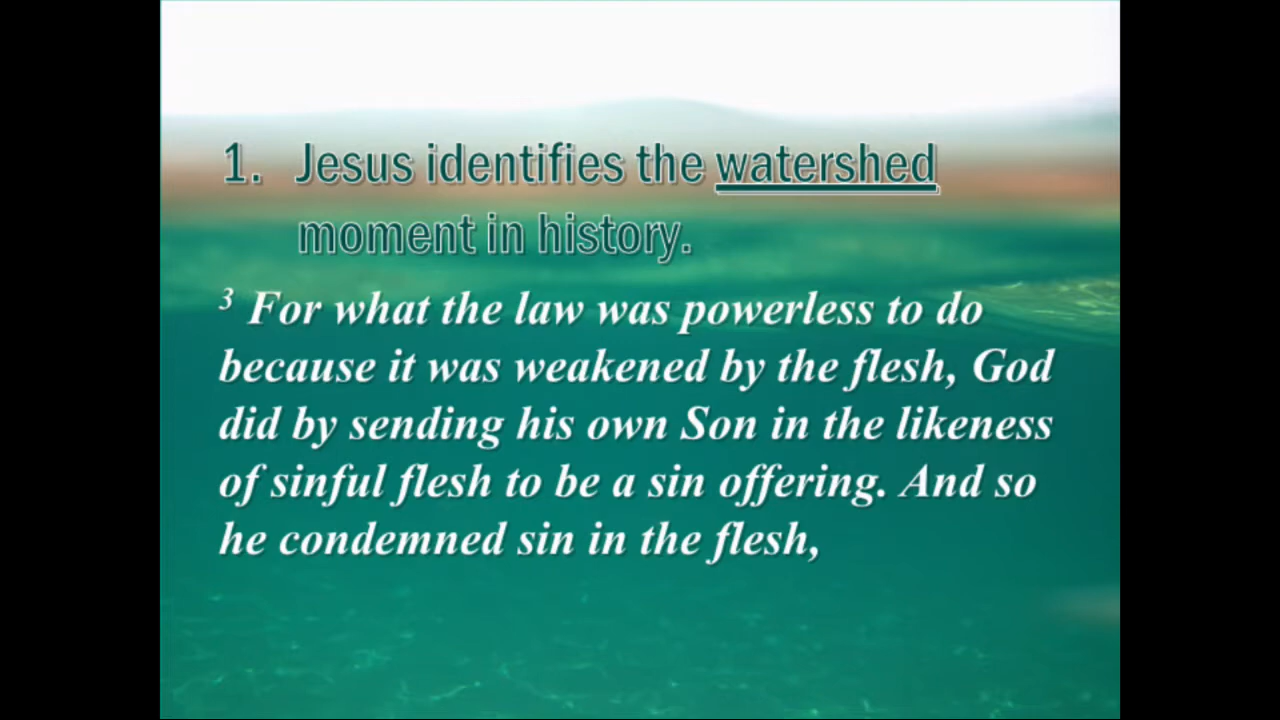 1. Jesus identifies the watershed
moment in history.
3 For what the law was powerless to do
because it was weakened by the flesh, God
did by sending his own Son in the likeness
of sinful flesh to be a sin offering. And so
he condemned sin in the flesh,